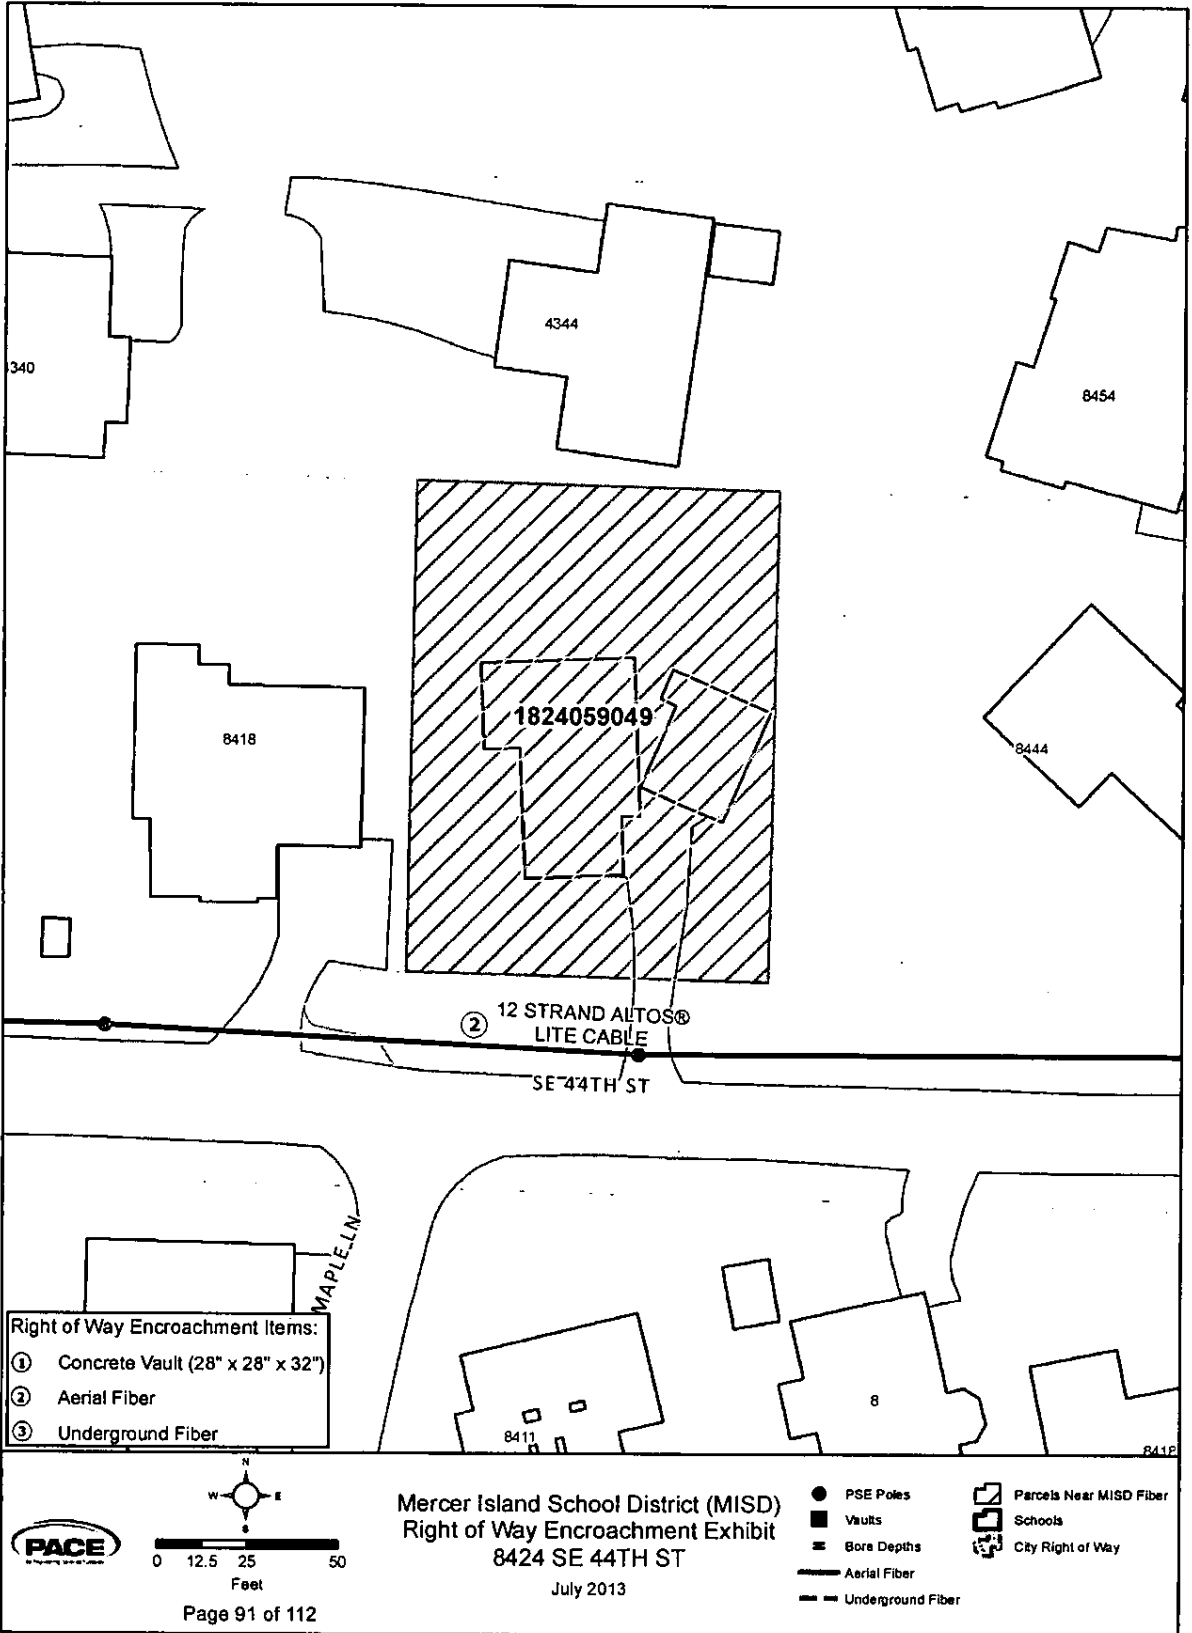 4344
340
8454
1824059049
8418
8444
② 12 STRAND ALTOS®
LITE CABLE
SE 44TH ST
MAPLE LN
Right of Way Encroachment Items:
① Concrete Vault (28" x 28" x 32")
② Aerial Fiber
③ Underground Fiber
8411
8
8418
N
W E
S
PACE
0 12.5 25 50
Feet
Page 91 of 112
Mercer Island School District (MISD)
Right of Way Encroachment Exhibit
8424 SE 44TH ST
July 2013
PSE Poles
Vaults
Bore Depths
Aerial Fiber
Underground Fiber
Parcels Near MISD Fiber
Schools
City Right of Way